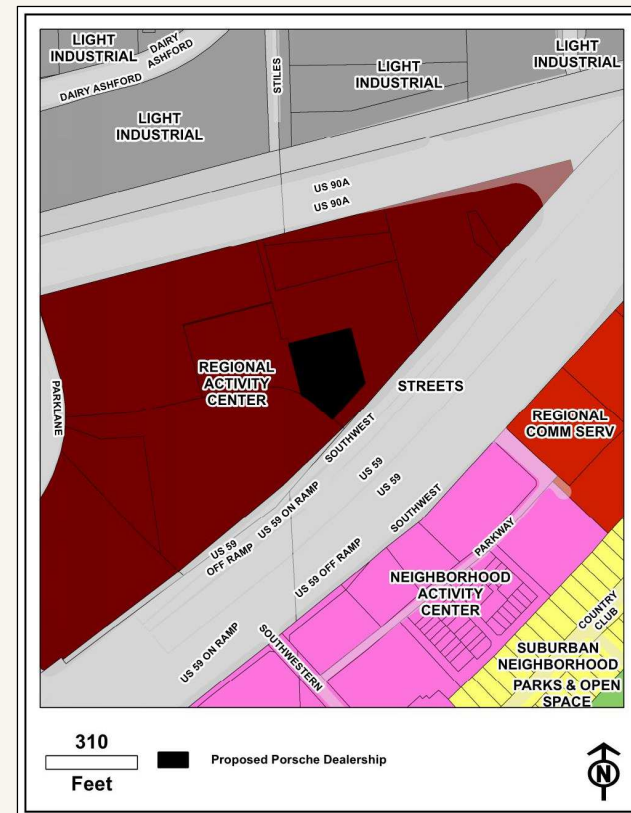 LIGHT
INDUSTRIAL
DAIRY
ASHFORD
DAIRY ASHFORD
STILES
LIGHT
INDUSTRIAL
LIGHT
INDUSTRIAL
LIGHT
INDUSTRIAL
US 90A
US 90A
PARKLANE
REGIONAL
ACTIVITY
CENTER
STREETS
SOUTHWEST
US 59
US 59
SOUTHWEST
REGIONAL
COMM SERV
US 59 ON RAMP
US 59
OFF RAMP
US 59 OFF RAMP
PARKWAY
NEIGHBORHOOD
ACTIVITY
CENTER
US 59 ON RAMP
SOUTHWESTERN
COUNTRY
CLUB
SUBURBAN
NEIGHBORHOOD
PARKS & OPEN
SPACE
310
Feet
Proposed Porsche Dealership
N